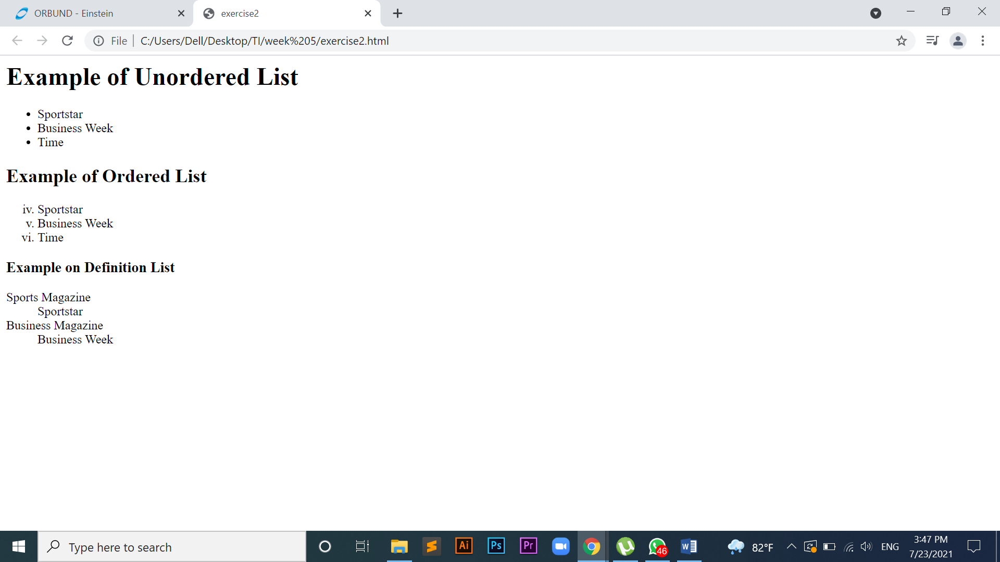 ORBUND - Einstein
exercise2
File
C:/Users/Dell/Desktop/TI/week%205/exercise2.html
Example of Unordered List
• Sportstar
• Business Week
• Time
Example of Ordered List
iv. Sportstar
v. Business Week
vi. Time
Example on Definition List
Sports Magazine
Sportstar
Business Magazine
Business Week
Type here to search
Ai
Ps
Pr
46
W
82°F
ENG
3:47 PM
7/23/2021